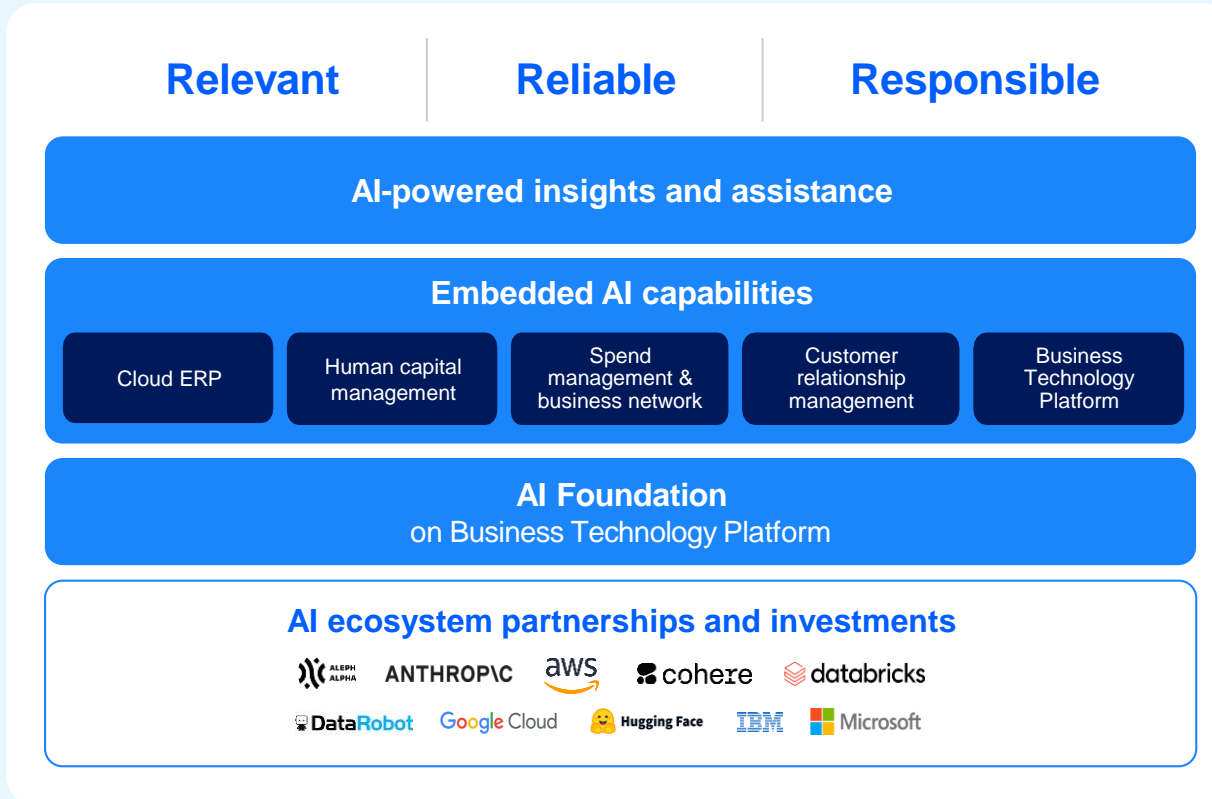 Relevant
Reliable
Responsible
AI-powered insights and assistance
Embedded AI capabilities
Cloud ERP
Human capital
management
Spend
management &
business network
Customer
relationship
management
Business
Technology
Platform
AI Foundation
on Business Technology Platform
AI ecosystem partnerships and investments
ALEPH
ALPHA
ANTHROP\C
aws
cohere
databricks
DataRobot
Google Cloud
Hugging Face
IBM
Microsoft